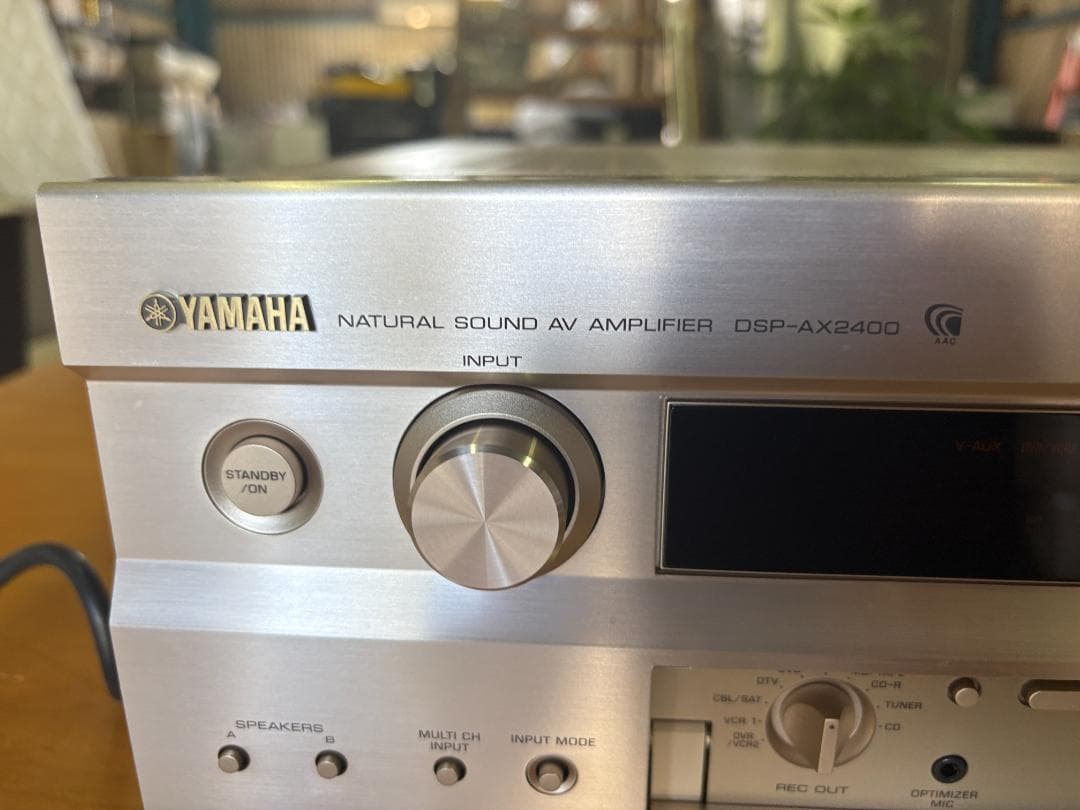 YAMAHA NATURAL SOUND AV AMPLIFIER DSP-AX2400
AAC
INPUT
STANDBY
/ON
V-AUX
SPEAKERS
A
B
MULTI CH
INPUT
INPUT MODE
DTV
CBL/SAT
VCR 1
DVR
/VCR2
CD-R
TUNER
CD
REC OUT
OPTIMIZER
MIC